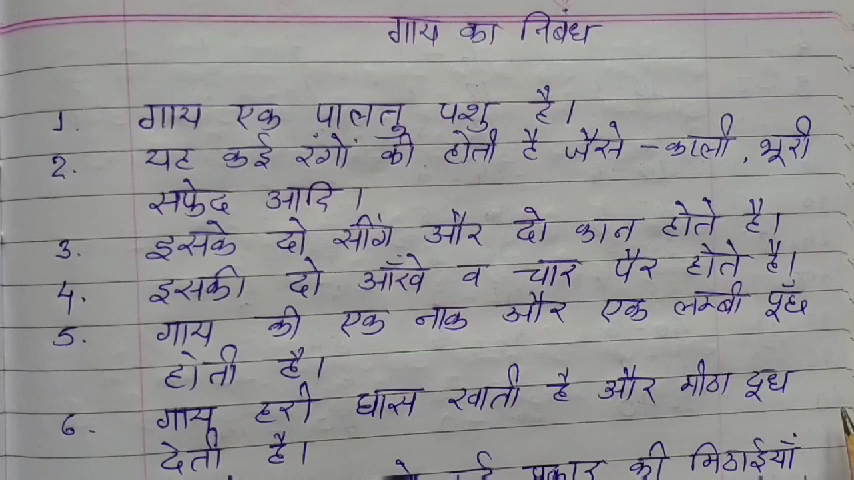 गाय का निबंध
1. गाय एक पालतु पशु है।
2. यह कई रंगों की होती है जैसे - काली, भूरी
सफेद आदि।
3. इसके दो सींग और दो कान होते है।
4. इसकी दो आँखे व चार पैर होते है।
5. गाय की एक नाक और एक लम्बी पूँछ
होती है।
6. गाय हरी घास खाती है और मीठा दूध
देती है।
प्रकार की मिठाईयाँ